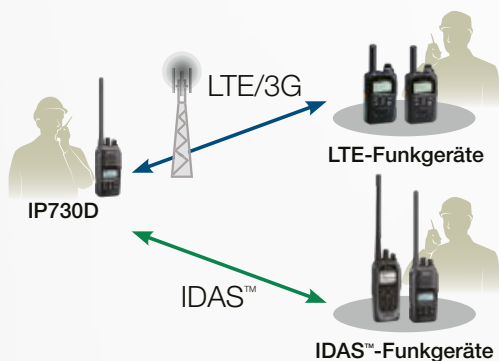 LTE/3G
LTE-Funkgeräte
IP730D
IDAS™
IDAS™-Funkgeräte